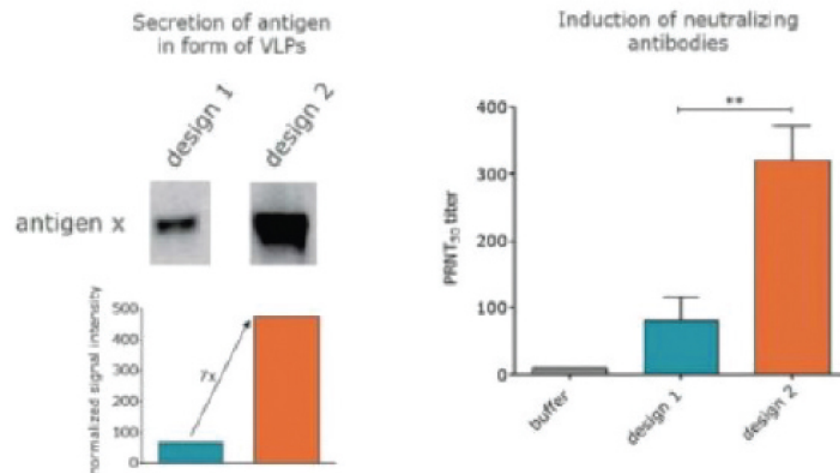 Secretion of antigen
in form of VLPs
design 1
design 2
antigen x
normalized signal intensity
500
400
300
200
100
0
7x
Induction of neutralizing
antibodies
PRNT50 titer
400
300
200
100
0
**
buffer
design 1
design 2